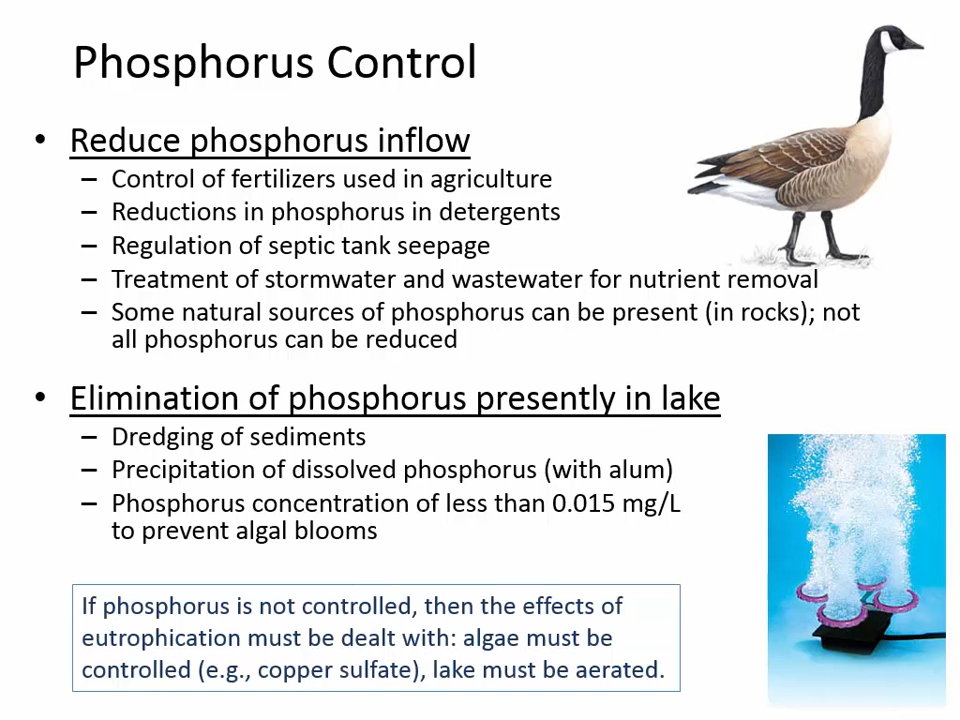 Phosphorus Control
• Reduce phosphorus inflow
– Control of fertilizers used in agriculture
– Reductions in phosphorus in detergents
– Regulation of septic tank seepage
– Treatment of stormwater and wastewater for nutrient removal
– Some natural sources of phosphorus can be present (in rocks); not
all phosphorus can be reduced
• Elimination of phosphorus presently in lake
– Dredging of sediments
– Precipitation of dissolved phosphorus (with alum)
– Phosphorus concentration of less than 0.015 mg/L
to prevent algal blooms
If phosphorus is not controlled, then the effects of
eutrophication must be dealt with: algae must be
controlled (e.g., copper sulfate), lake must be aerated.